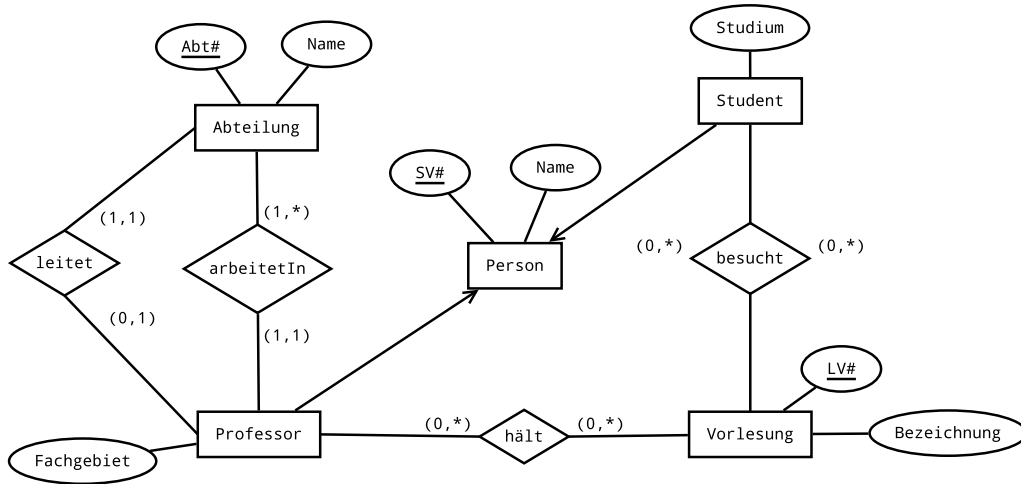 Studium
Abt#
Name
Student
Abteilung
SV#
Name
(1,1)
(1,*)
(0,*)
(0,*)
leitet
arbeitetIn
Person
besucht
(0,1)
(1,1)
LV#
(0,*)
(0,*)
Professor
hält
Vorlesung
Bezeichnung
Fachgebiet